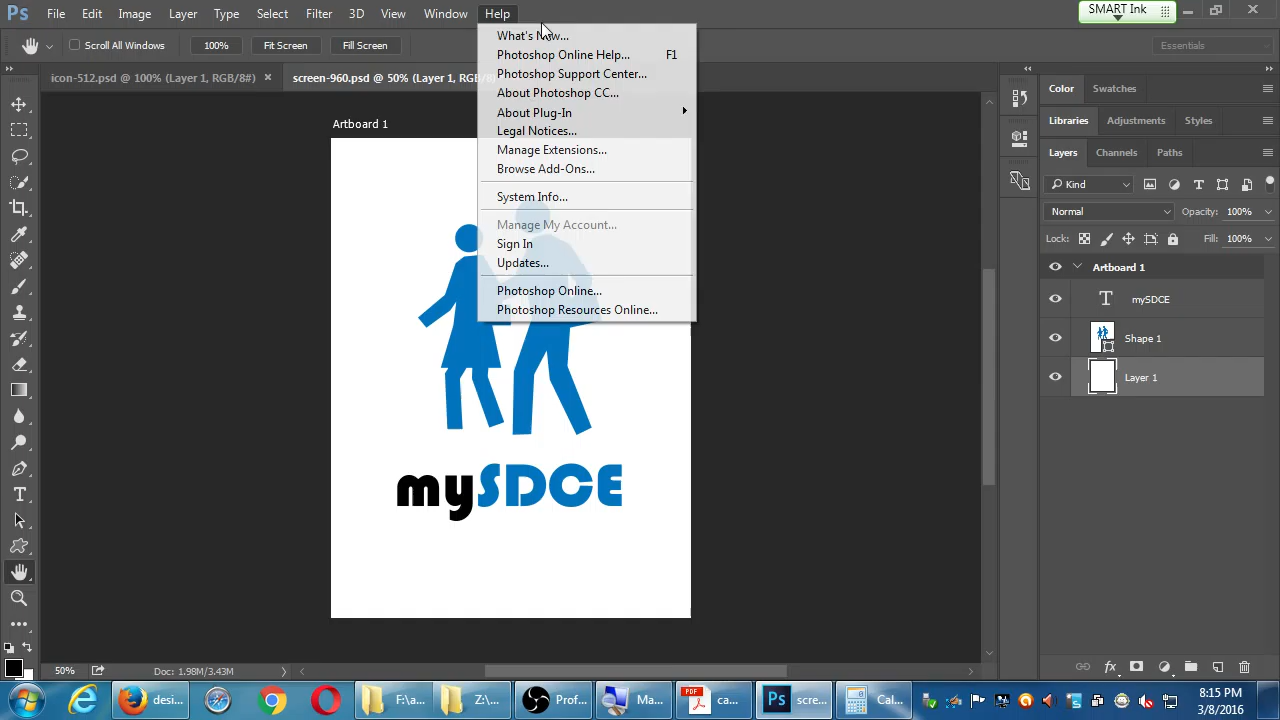 Ps File Edit Image Layer Type Select Filter 3D View Window Help
SMART Ink
Scroll All Windows 100% Fit Screen Fill Screen
Essentials
icon-512.psd @ 100% (Layer 1, RGB/8#) ×
screen-960.psd @ 50% (Layer 1, RGB/
What's New...
Photoshop Online Help... F1
Photoshop Support Center...
About Photoshop CC...
About Plug-In
Legal Notices...
Manage Extensions...
Browse Add-Ons...
System Info...
Manage My Account...
Sign In
Updates...
Photoshop Online...
Photoshop Resources Online...
Artboard 1
mySDCE
Color Swatches
Libraries Adjustments Styles
Layers Channels Paths
Kind
Normal Opacity: 100%
Lock: Fill: 100%
Artboard 1
T mySDCE
Shape 1
Layer 1
fx
50% Doc: 1.98M/3.43M
desi... F:\a... Z:\... Prof... Ma... PDF ca... Ps scre... Cal...
8:15 PM
3/8/2016